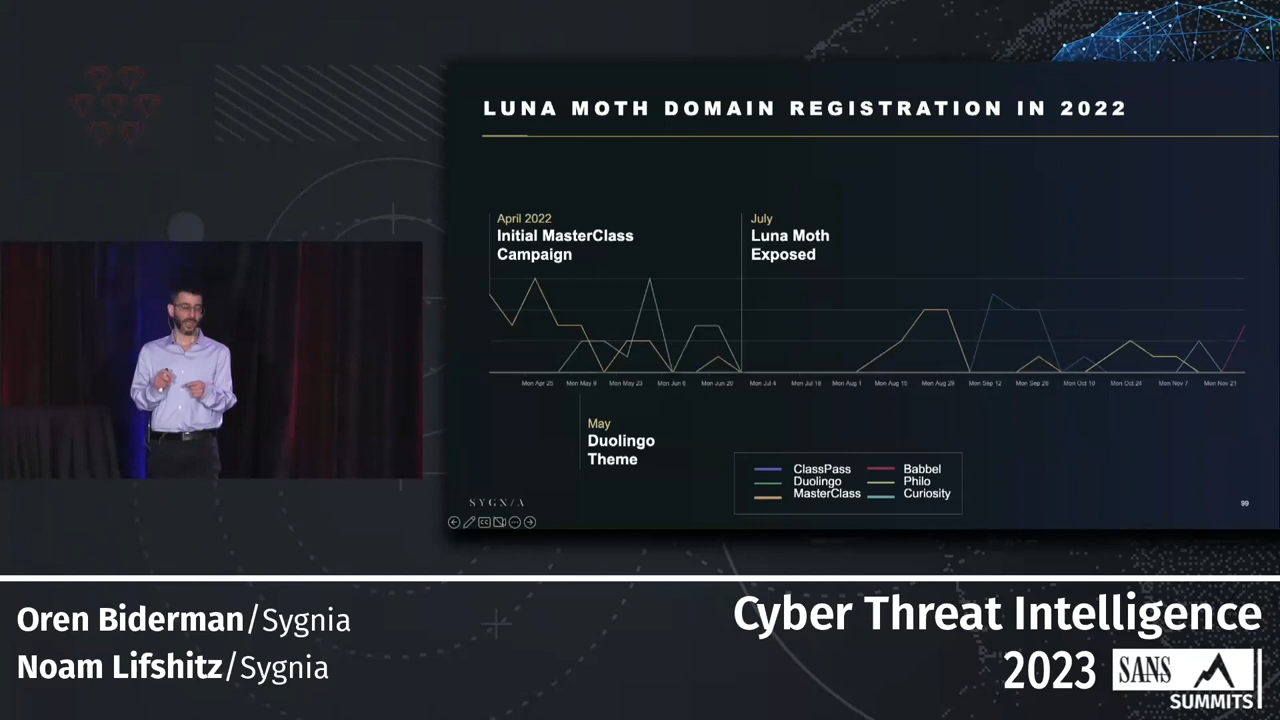 LUNA MOTH DOMAIN REGISTRATION IN 2022
April 2022
Initial MasterClass
Campaign
July
Luna Moth
Exposed
Mon Apr 25 Mon May 9 Mon May 23 Mon Jun 6 Mon Jun 20 Mon Jul 4 Mon Jul 18 Mon Aug 1 Mon Aug 15 Mon Aug 29 Mon Sep 12 Mon Sep 26 Mon Oct 10 Mon Oct 24 Mon Nov 7 Mon Nov 21
May
Duolingo
Theme
ClassPass Babbel
Duolingo Philo
MasterClass Curiosity
SYGNIA
99
CC
Oren Biderman/Sygnia
Noam Lifshitz/Sygnia
Cyber Threat Intelligence
2023 SANS
SUMMITS